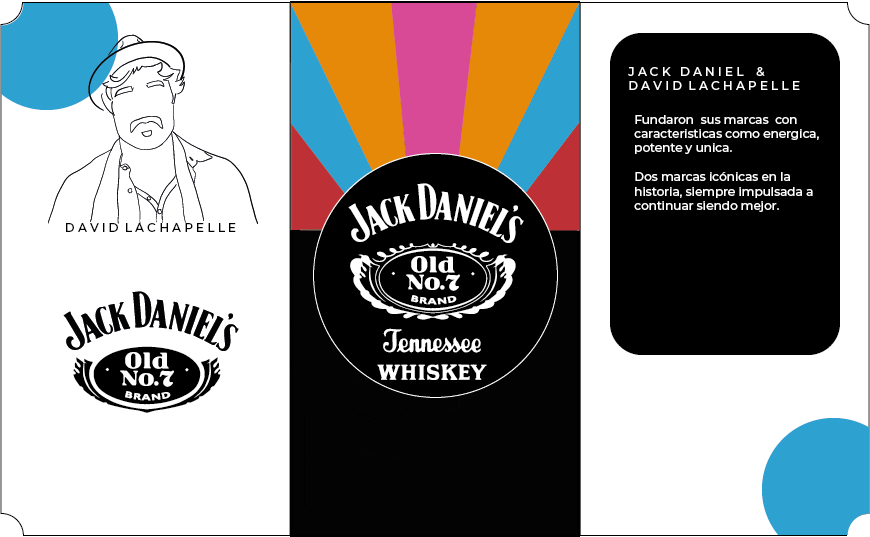 DAVID LACHAPELLE
JACK DANIEL'S
Old
No.7
BRAND
JACK DANIEL'S
Old
No.7
BRAND
Tennessee
WHISKEY
JACK DANIEL &
DAVID LACHAPELLE
Fundaron sus marcas con
caracteristicas como energica,
potente y unica.
Dos marcas icónicas en la
historia, siempre impulsada a
continuar siendo mejor.